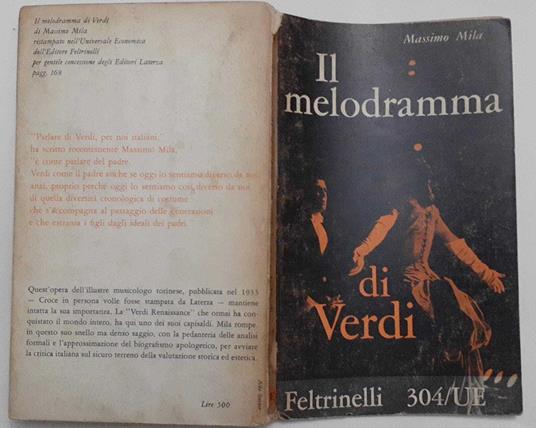 Il melodramma di Verdi
di Massimo Mila
ristampato nell'Universale Economica
dell'Editore Feltrinelli
per gentile concessione degli Editori Laterza
pagg. 168
"Parlare di Verdi, per noi italiani,"
ha scritto recentemente Massimo Mila,
"è come parlare del padre.
Verdi come il padre anche se oggi lo sentiamo diverso da noi
anzi, proprio perché oggi lo sentiamo così diverso da noi
di quella diversità cronologica di costume
che s'accompagna al passaggio delle generazioni
e che estrania i figli dagli ideali dei padri.
Quest'opera dell'illustre musicologo torinese, pubblicata nel 1933
– Croce in persona volle fosse stampata da Laterza – mantiene
intatta la sua importanza. La "Verdi Renaissance" che ormai ha con-
quistato il mondo intero, ha qui uno dei suoi capisaldi. Mila rompe,
in questo suo snello ma denso saggio, con la pedanteria delle analisi
formali e l'approssimazione del biografismo apologetico, per avviare
la critica italiana sul sicuro terreno della valutazione storica ed estetica.
Lire 300
Massimo Mila
Il
melodramma
di
Verdi
Feltrinelli 304/UE